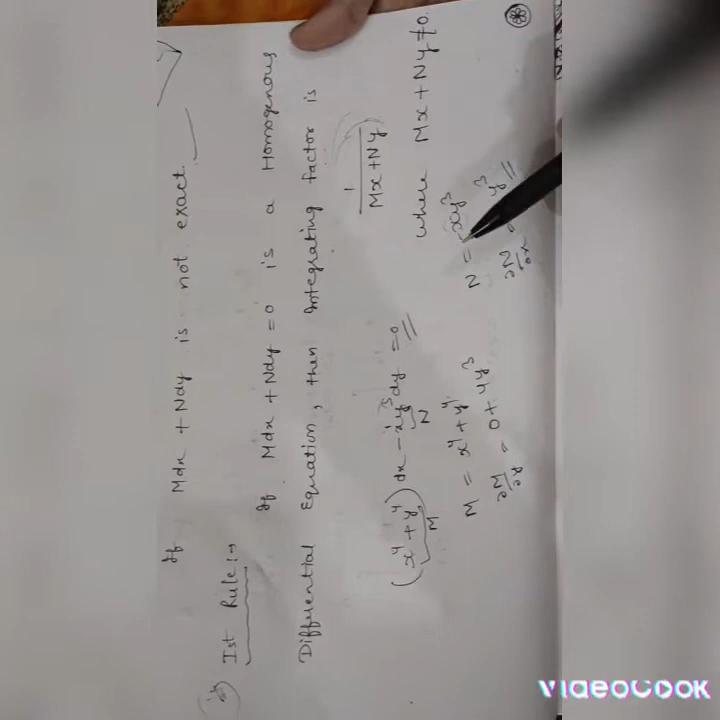 If Mdx + Ndy is not exact.
Ist Rule:→
If Mdx + Ndy = 0 is a Homogenous
Differential Equation, then Integrating factor is
1/(Mx + Ny)
where Mx + Ny ≠ 0.
(x⁴ + y⁴) dx − xy³ dy = 0
M N
M = x⁴ + y⁴ N = −xy³
∂M/∂y = 0 + 4y³ ∂N/∂x = y³
VIDEOCOOK